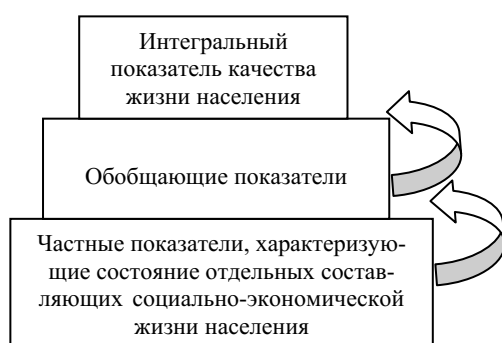 Интегральный
показатель качества
жизни населения
Обобщающие показатели
Частные показатели, характеризую-
щие состояние отдельных состав-
ляющих социально-экономической
жизни населения